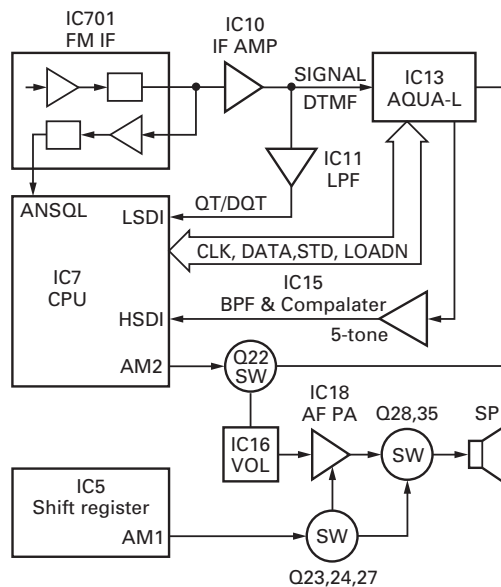 IC701
FM IF
IC10
IF AMP
SIGNAL
DTMF
IC13
AQUA-L
IC11
LPF
ANSQL
LSDI
QT/DQT
IC7
CPU
CLK, DATA,STD, LOADN
IC15
BPF & Compalater
HSDI
5-tone
AM2
Q22
SW
IC18
AF PA
Q28,35
SP
IC16
VOL
SW
IC5
Shift register
AM1
SW
Q23,24,27